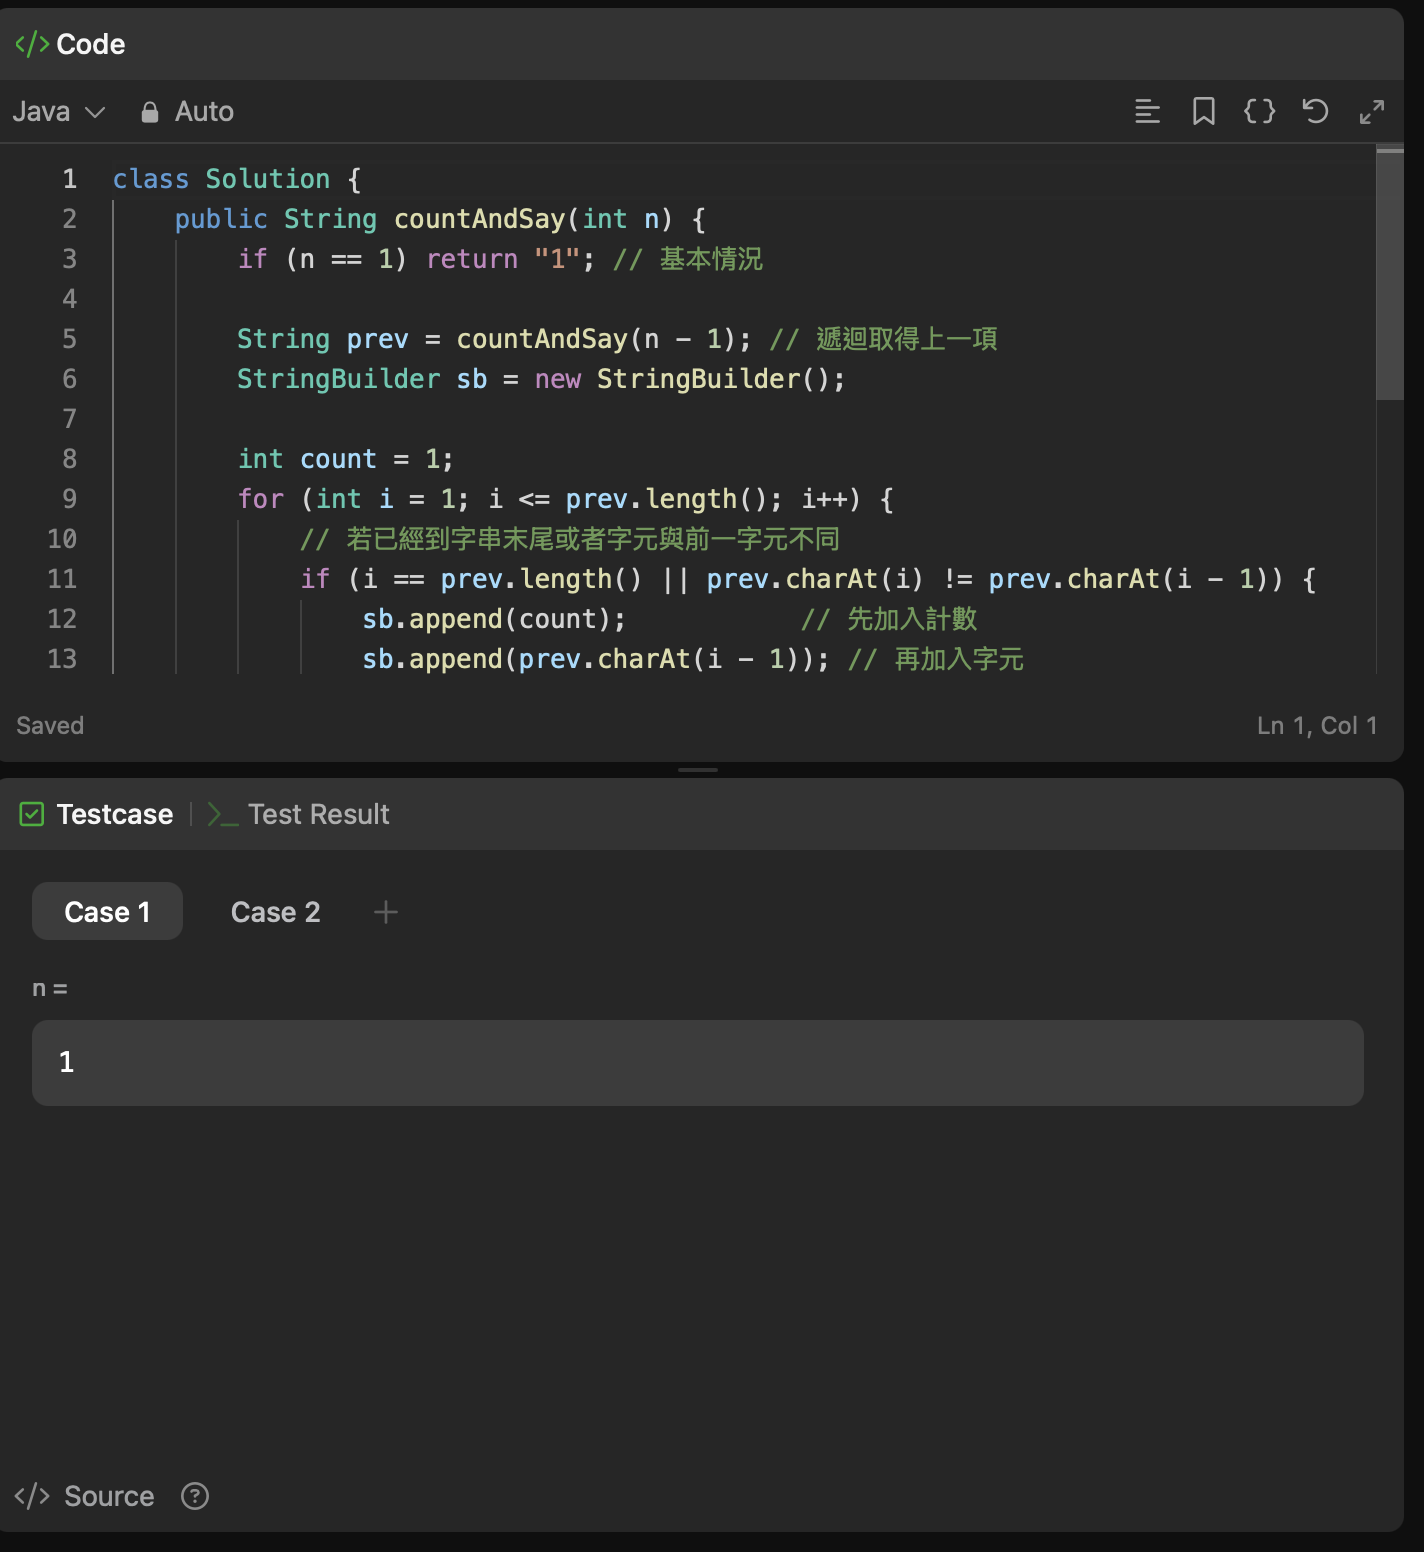 </> Code
Java Auto
1 class Solution {
2 public String countAndSay(int n) {
3 if (n == 1) return "1"; // 基本情況
4
5 String prev = countAndSay(n - 1); // 遞迴取得上一項
6 StringBuilder sb = new StringBuilder();
7
8 int count = 1;
9 for (int i = 1; i <= prev.length(); i++) {
10 // 若已經到字串末尾或者字元與前一字元不同
11 if (i == prev.length() || prev.charAt(i) != prev.charAt(i - 1)) {
12 sb.append(count); // 先加入計數
13 sb.append(prev.charAt(i - 1)); // 再加入字元
Saved Ln 1, Col 1
Testcase | >_ Test Result
Case 1 Case 2 +
n =
1
</> Source ?